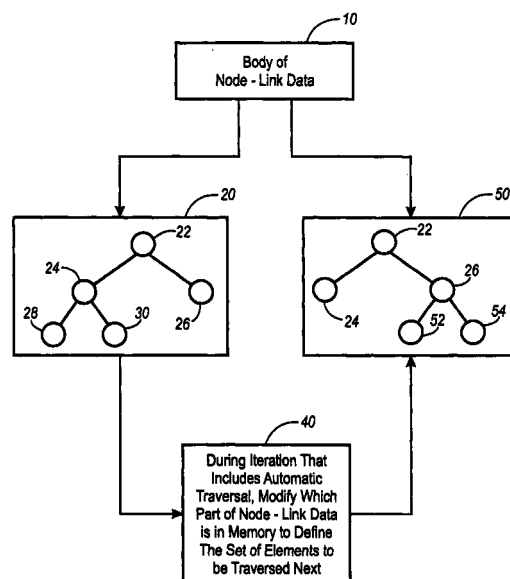 10
Body of
Node - Link Data
20
22
24
26
28
30
50
22
26
24
52
54
40
During Iteration That
Includes Automatic
Traversal, Modify Which
Part of Node - Link Data
is in Memory to Define
The Set of Elements to
be Traversed Next